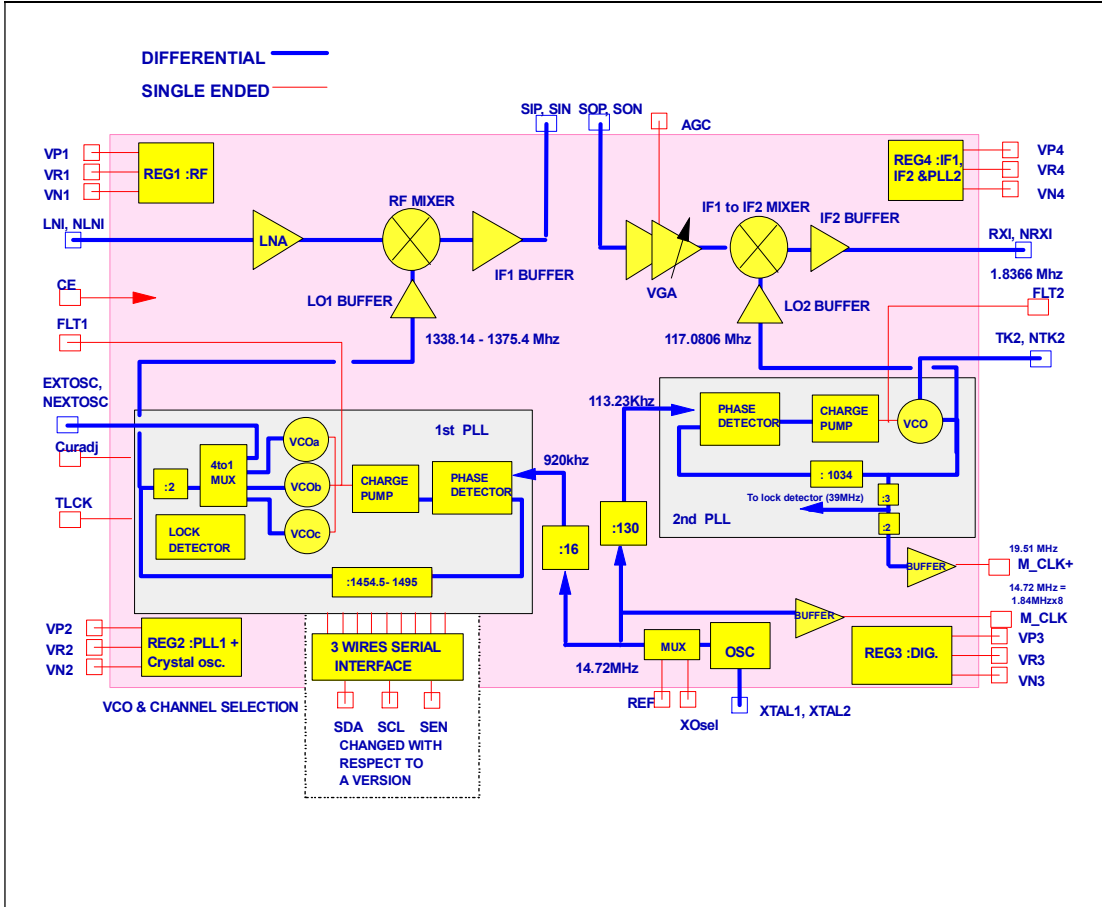 DIFFERENTIAL
SINGLE ENDED
SIP, SIN SOP, SON
AGC
VP1
VR1
VN1
REG1 :RF
VP4
VR4
VN4
REG4 :IF1,
IF2 &PLL2
RF MIXER
IF1 to IF2 MIXER
IF2 BUFFER
LNI, NLNI
LNA
IF1 BUFFER
VGA
RXI, NRXI
1.8366 Mhz
CE
LO1 BUFFER
LO2 BUFFER
FLT2
FLT1
1338.14 - 1375.4 Mhz
117.0806 Mhz
TK2, NTK2
EXTOSC,
NEXTOSC
113.23Khz
PHASE
DETECTOR
CHARGE
PUMP
VCO
Curadj
1st PLL
VCOa
4to1
MUX
:2
VCOb
CHARGE
PUMP
PHASE
DETECTOR
920khz
: 1034
To lock detector (39MHz)
:3
:2
2nd PLL
TLCK
VCOc
LOCK
DETECTOR
:16
:130
19.51 MHz
M_CLK+
BUFFER
:1454.5- 1495
14.72 MHz =
1.84MHzx8
M_CLK
BUFFER
VP2
VR2
VN2
REG2 :PLL1 +
Crystal osc.
3 WIRES SERIAL
INTERFACE
14.72MHz
MUX
OSC
REG3 :DIG.
VP3
VR3
VN3
VCO & CHANNEL SELECTION
REF
XOsel
XTAL1, XTAL2
SDA SCL SEN
CHANGED WITH
RESPECT TO
A VERSION